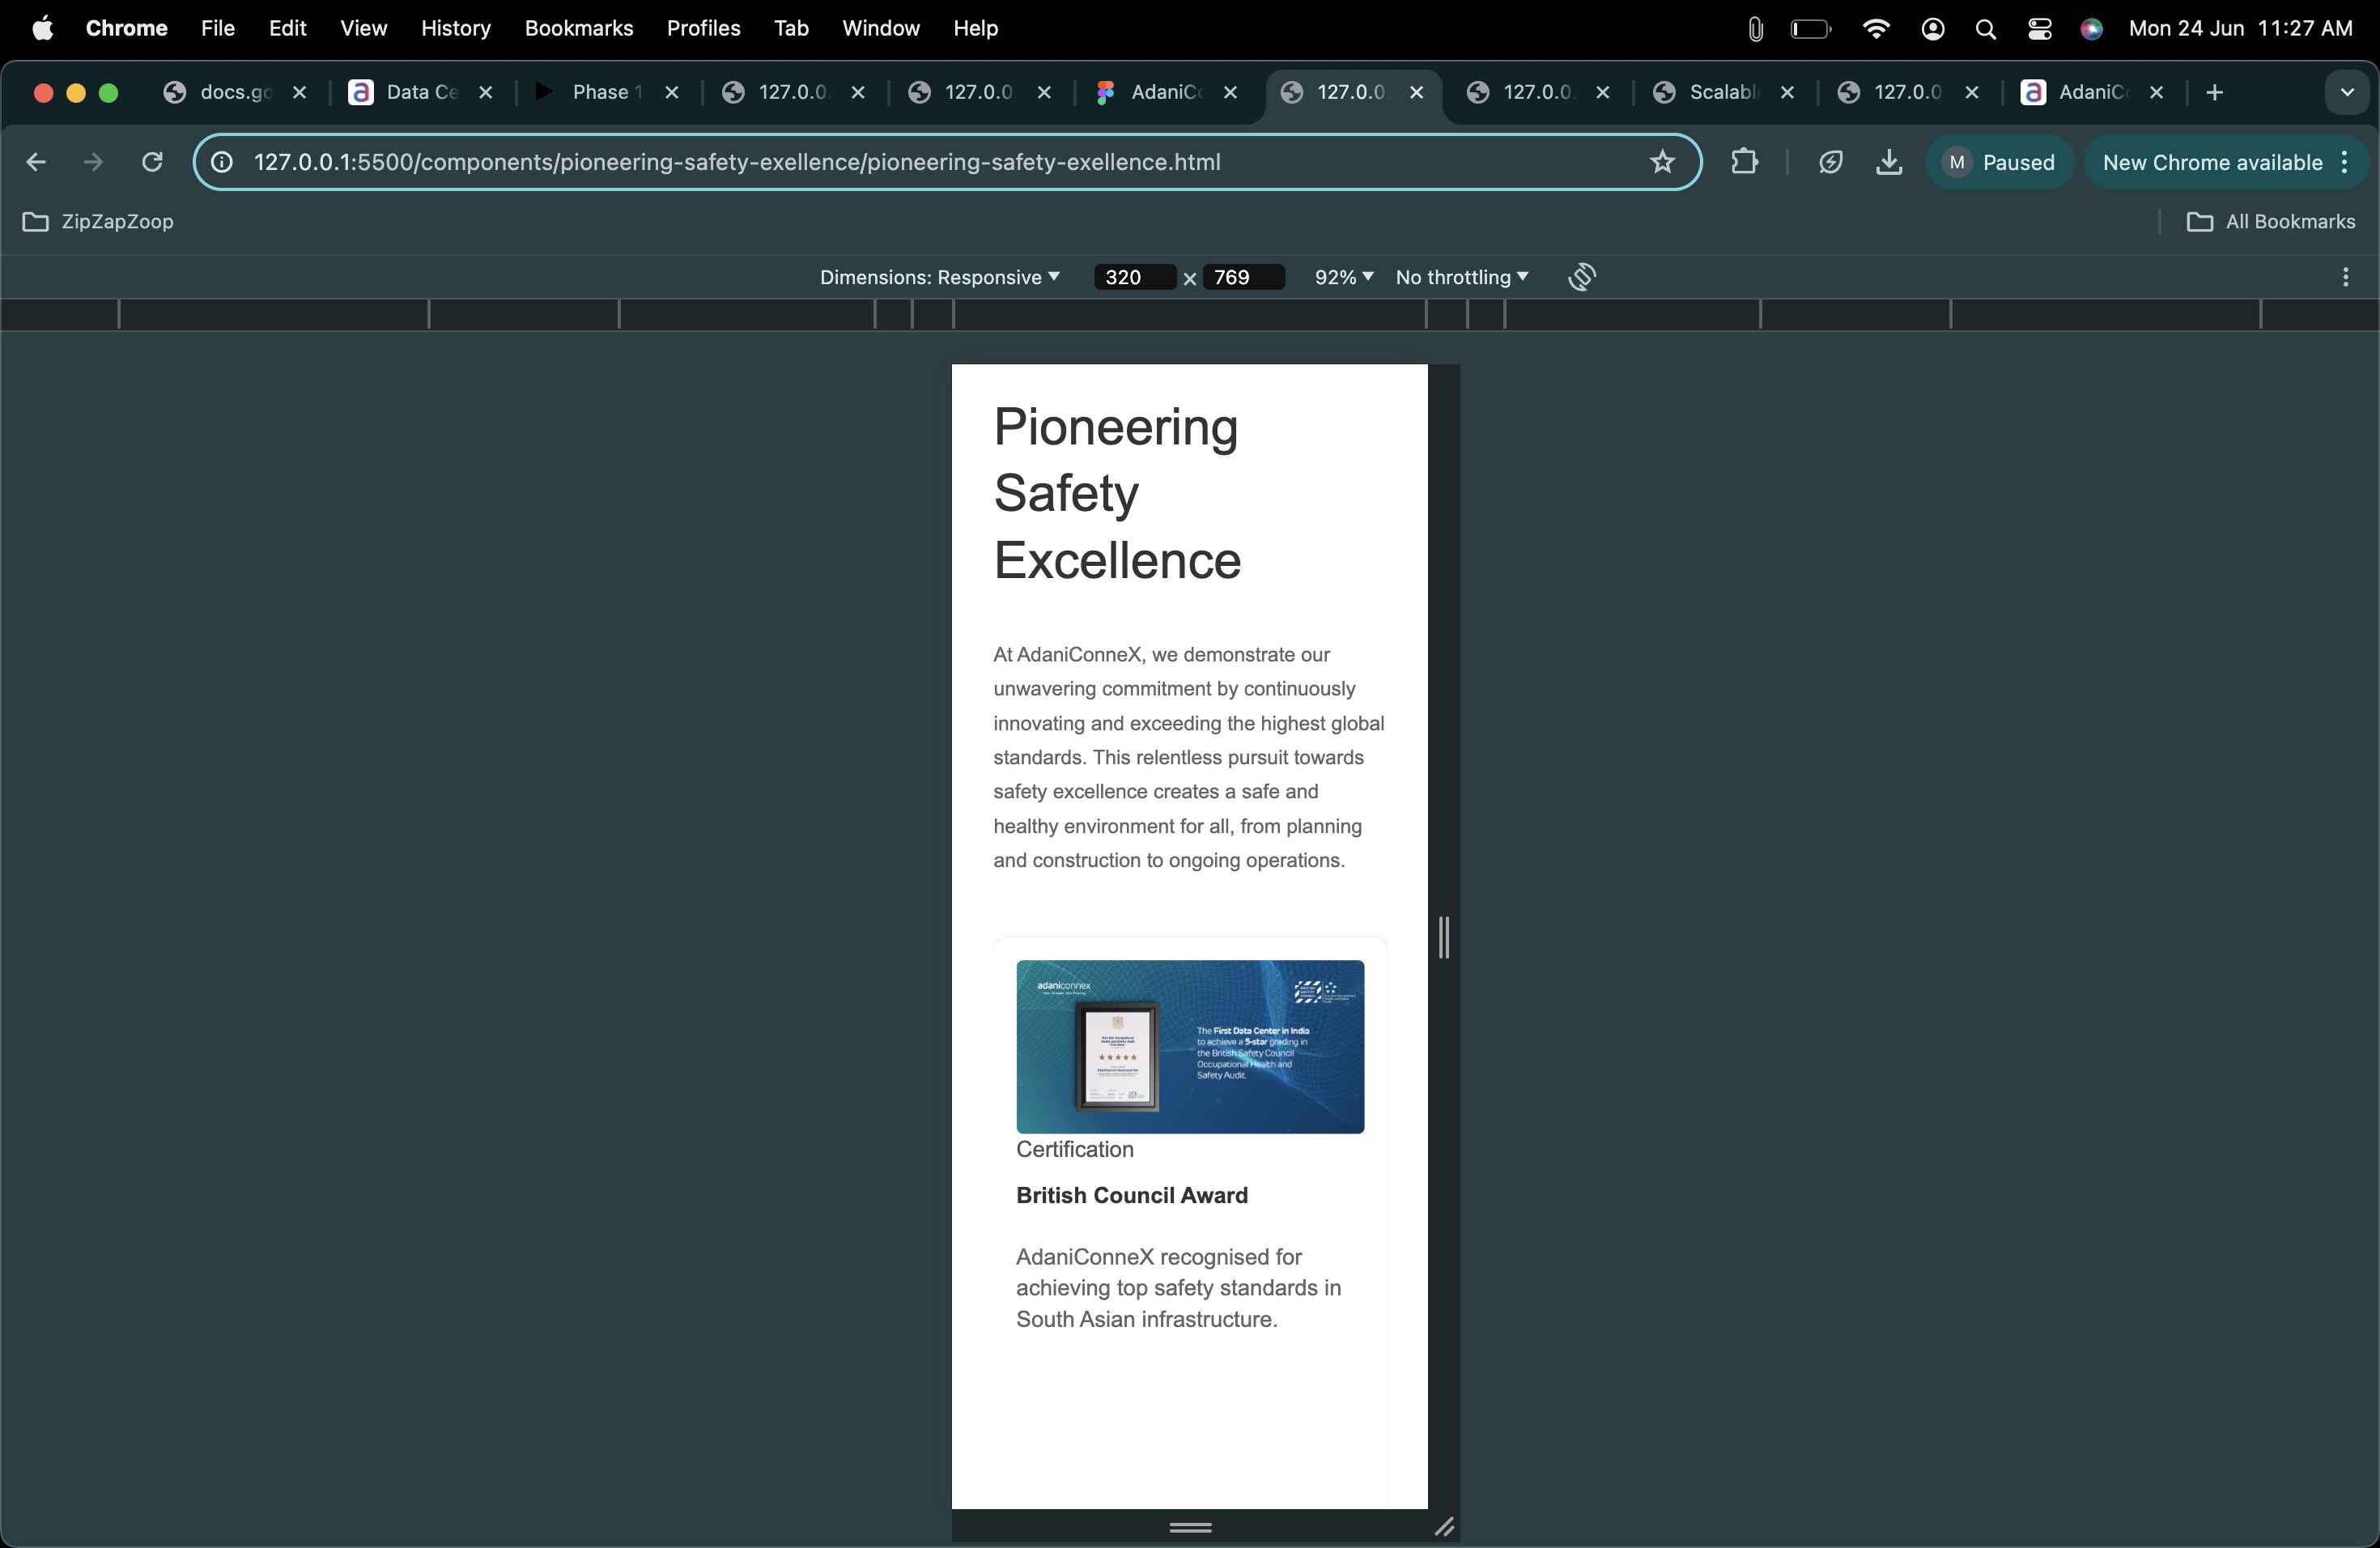 Chrome File Edit View History Bookmarks Profiles Tab Window Help Mon 24 Jun 11:27 AM
docs.go Data Ce Phase 1 127.0.0. 127.0.0. AdaniCo 127.0.0. 127.0.0. Scalabl 127.0.0 AdaniCo
127.0.0.1:5500/components/pioneering-safety-exellence/pioneering-safety-exellence.html M Paused New Chrome available
ZipZapZoop All Bookmarks
Dimensions: Responsive 320 × 769 92% No throttling
Pioneering
Safety
Excellence
At AdaniConneX, we demonstrate our
unwavering commitment by continuously
innovating and exceeding the highest global
standards. This relentless pursuit towards
safety excellence creates a safe and
healthy environment for all, from planning
and construction to ongoing operations.
adaniconnex
The First Data Center in India
to achieve a 5-star grading in
the British Safety Council
Occupational Health and
Safety Audit.
Certification
British Council Award
AdaniConneX recognised for
achieving top safety standards in
South Asian infrastructure.